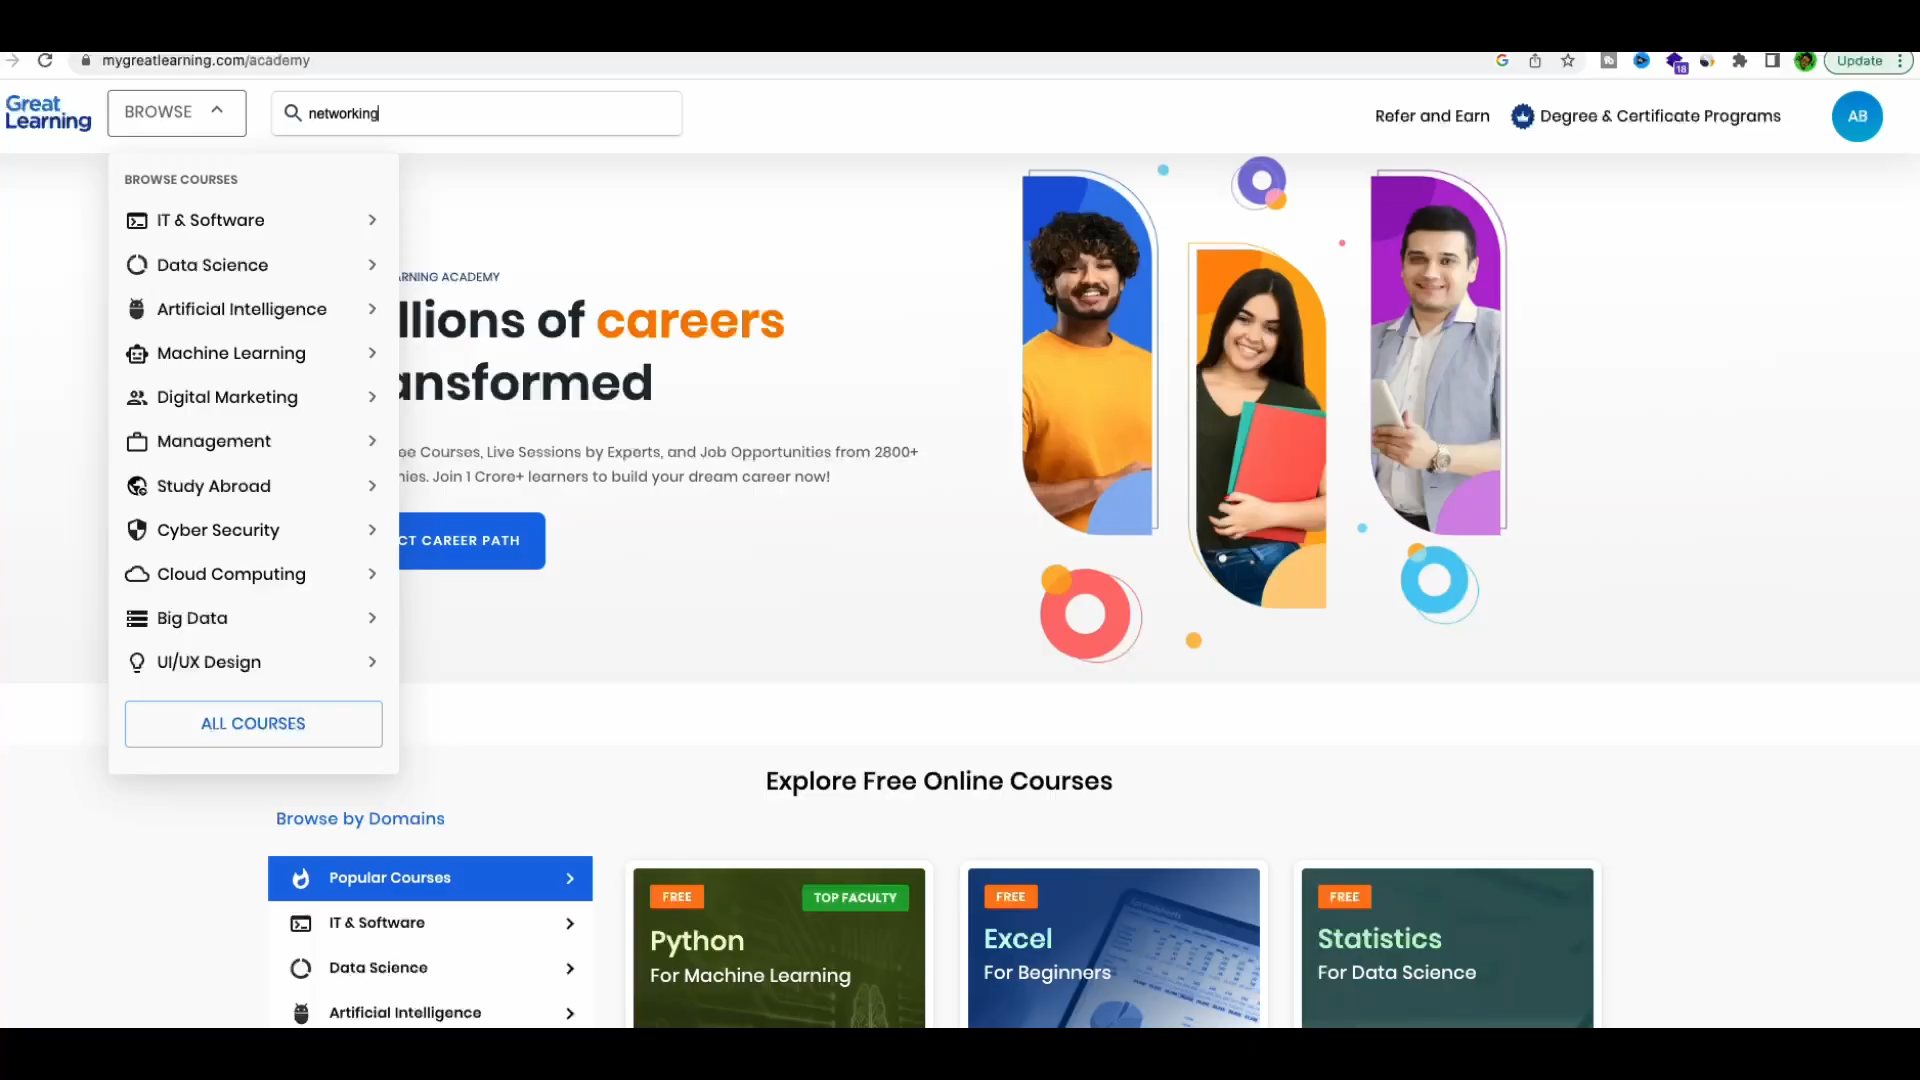 mygreatlearning.com/academy
18
Update
Great
Learning
BROWSE
networking
Refer and Earn
Degree & Certificate Programs
AB
BROWSE COURSES
IT & Software
Data Science
Artificial Intelligence
Machine Learning
Digital Marketing
Management
Study Abroad
Cyber Security
Cloud Computing
Big Data
UI/UX Design
ALL COURSES
ARNING ACADEMY
llions of careers
ansformed
ee Courses, Live Sessions by Experts, and Job Opportunities from 2800+
nies. Join 1 Crore+ learners to build your dream career now!
CT CAREER PATH
Explore Free Online Courses
Browse by Domains
Popular Courses
IT & Software
Data Science
Artificial Intelligence
FREE
TOP FACULTY
Python
For Machine Learning
FREE
Excel
For Beginners
FREE
Statistics
For Data Science